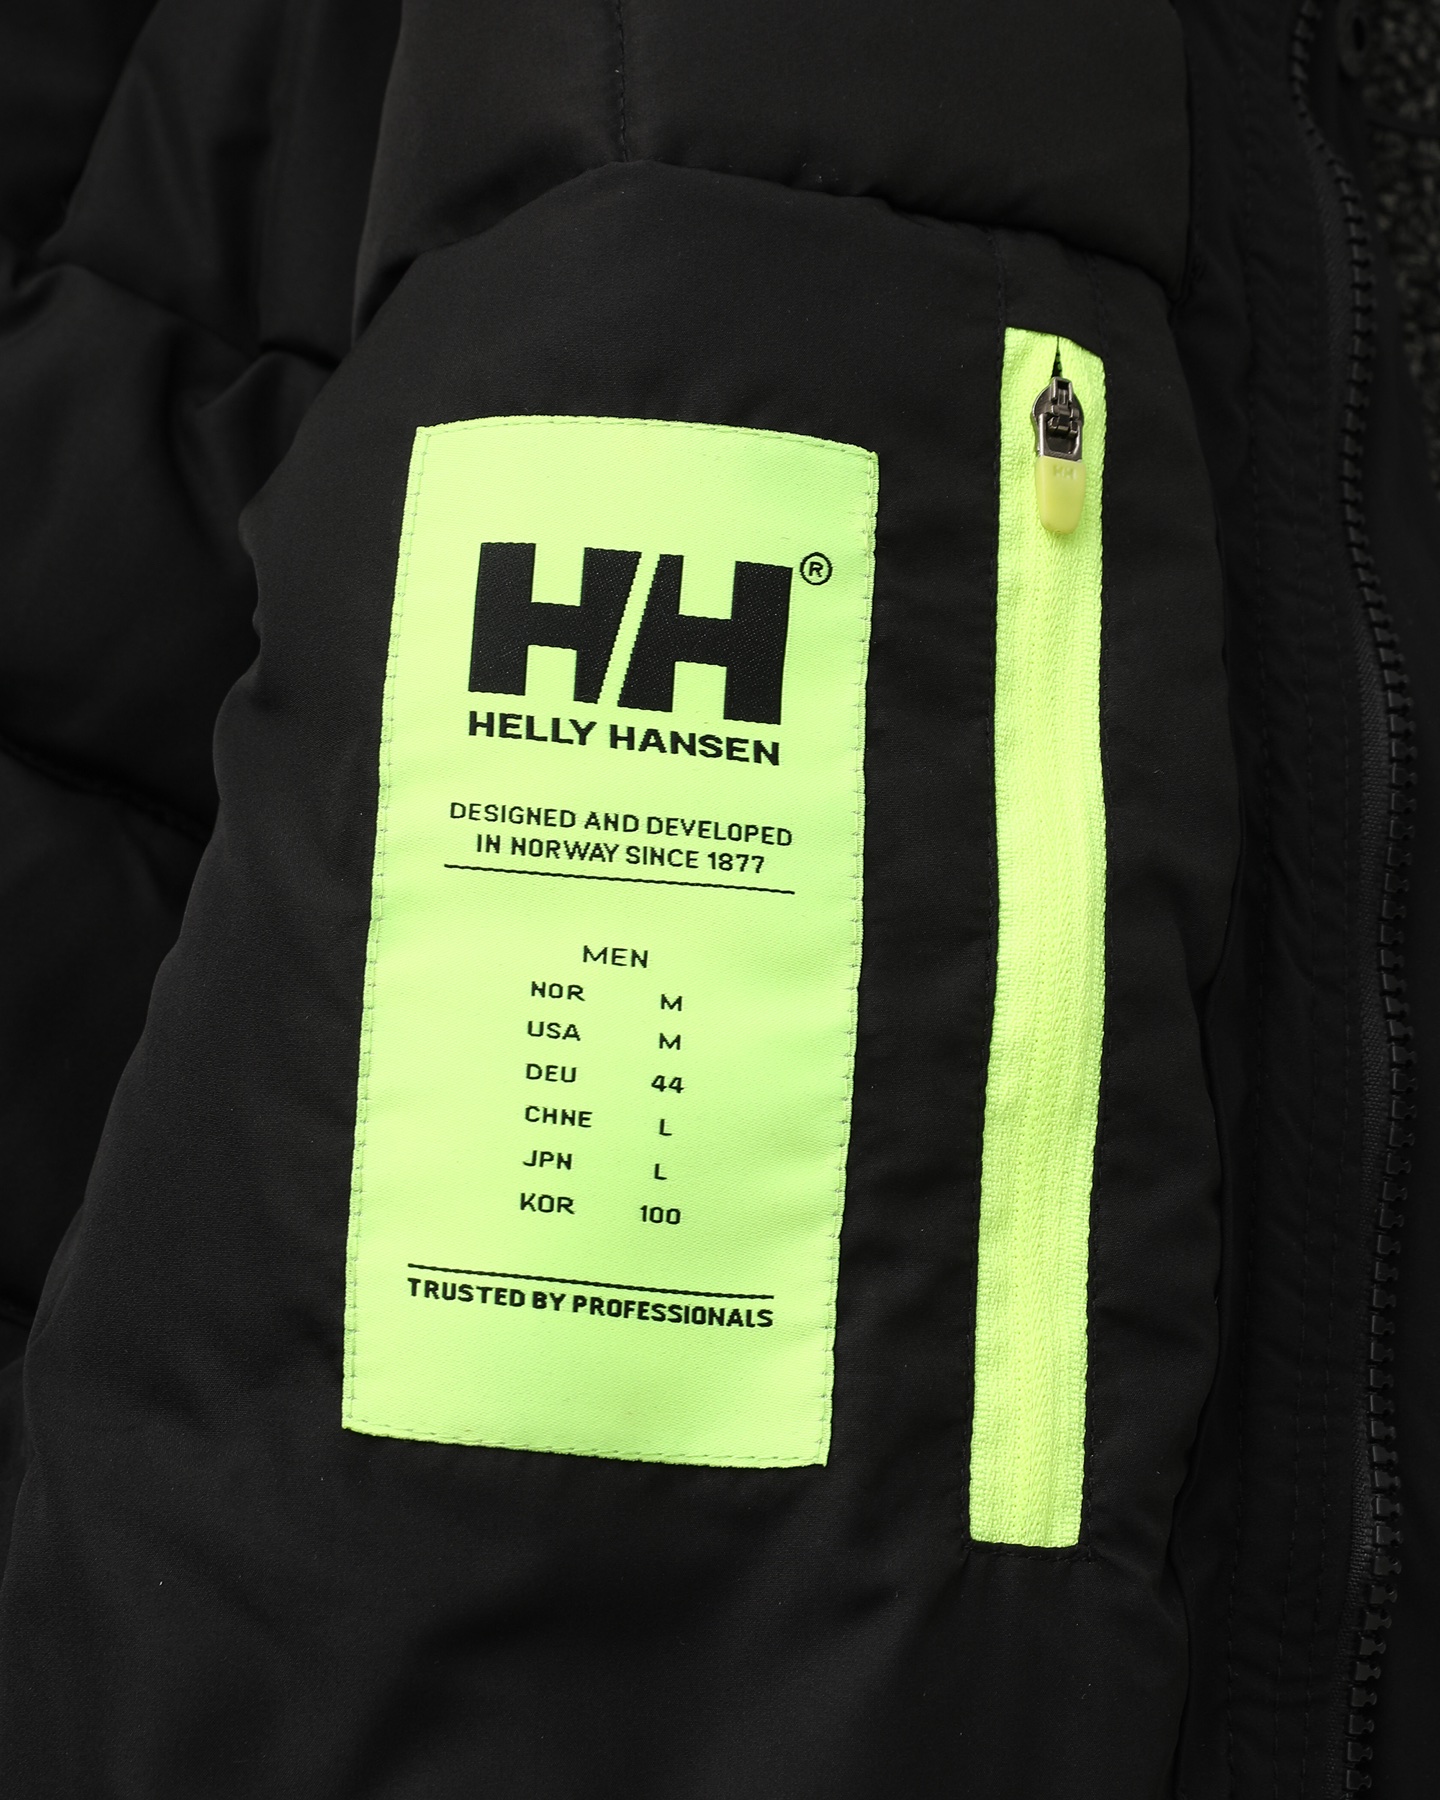 HH®
HELLY HANSEN
DESIGNED AND DEVELOPED
IN NORWAY SINCE 1877
MEN
NOR M
USA M
DEU 44
CHNE L
JPN L
KOR 100
TRUSTED BY PROFESSIONALS
HH